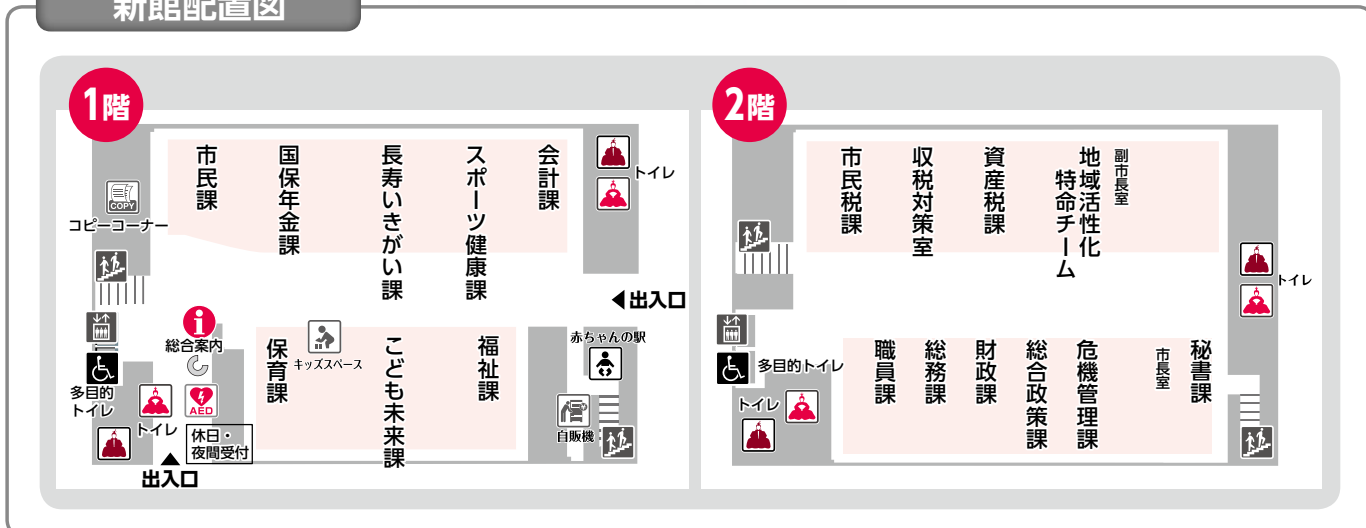 新館配置図
1階
市民課
国保年金課
長寿いきがい課
スポーツ健康課
会計課
トイレ
COPY
コピーコーナー
出入口
総合案内
保育課
キッズスペース
こども未来課
福祉課
赤ちゃんの駅
自販機
多目的
トイレ
トイレ
AED
休日・
夜間受付
出入口
2階
市民税課
収税対策室
資産税課
地域活性化
特命チーム
副市長室
トイレ
多目的トイレ
トイレ
職員課
総務課
財政課
総合政策課
危機管理課
市長室
秘書課